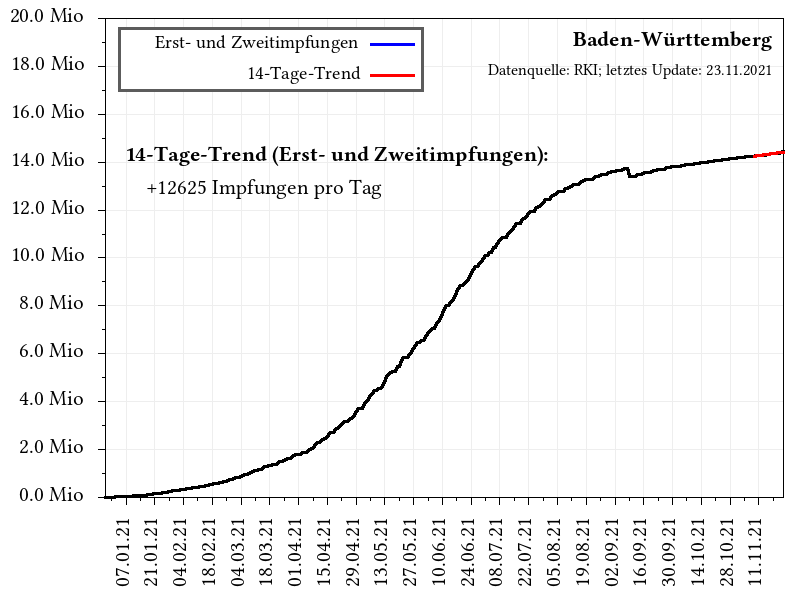 20.0 Mio
18.0 Mio
16.0 Mio
14.0 Mio
12.0 Mio
10.0 Mio
8.0 Mio
6.0 Mio
4.0 Mio
2.0 Mio
0.0 Mio
Erst- und Zweitimpfungen
14-Tage-Trend
Baden-Württemberg
Datenquelle: RKI; letztes Update: 23.11.2021
14-Tage-Trend (Erst- und Zweitimpfungen):
+12625 Impfungen pro Tag
07.01.21
21.01.21
04.02.21
18.02.21
04.03.21
18.03.21
01.04.21
15.04.21
29.04.21
13.05.21
27.05.21
10.06.21
24.06.21
08.07.21
22.07.21
05.08.21
19.08.21
02.09.21
16.09.21
30.09.21
14.10.21
28.10.21
11.11.21